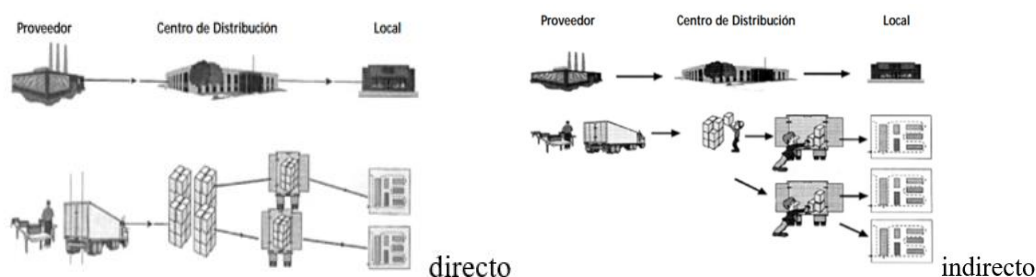 Proveedor Centro de Distribución Local
directo
Proveedor Centro de Distribución Local
indirecto